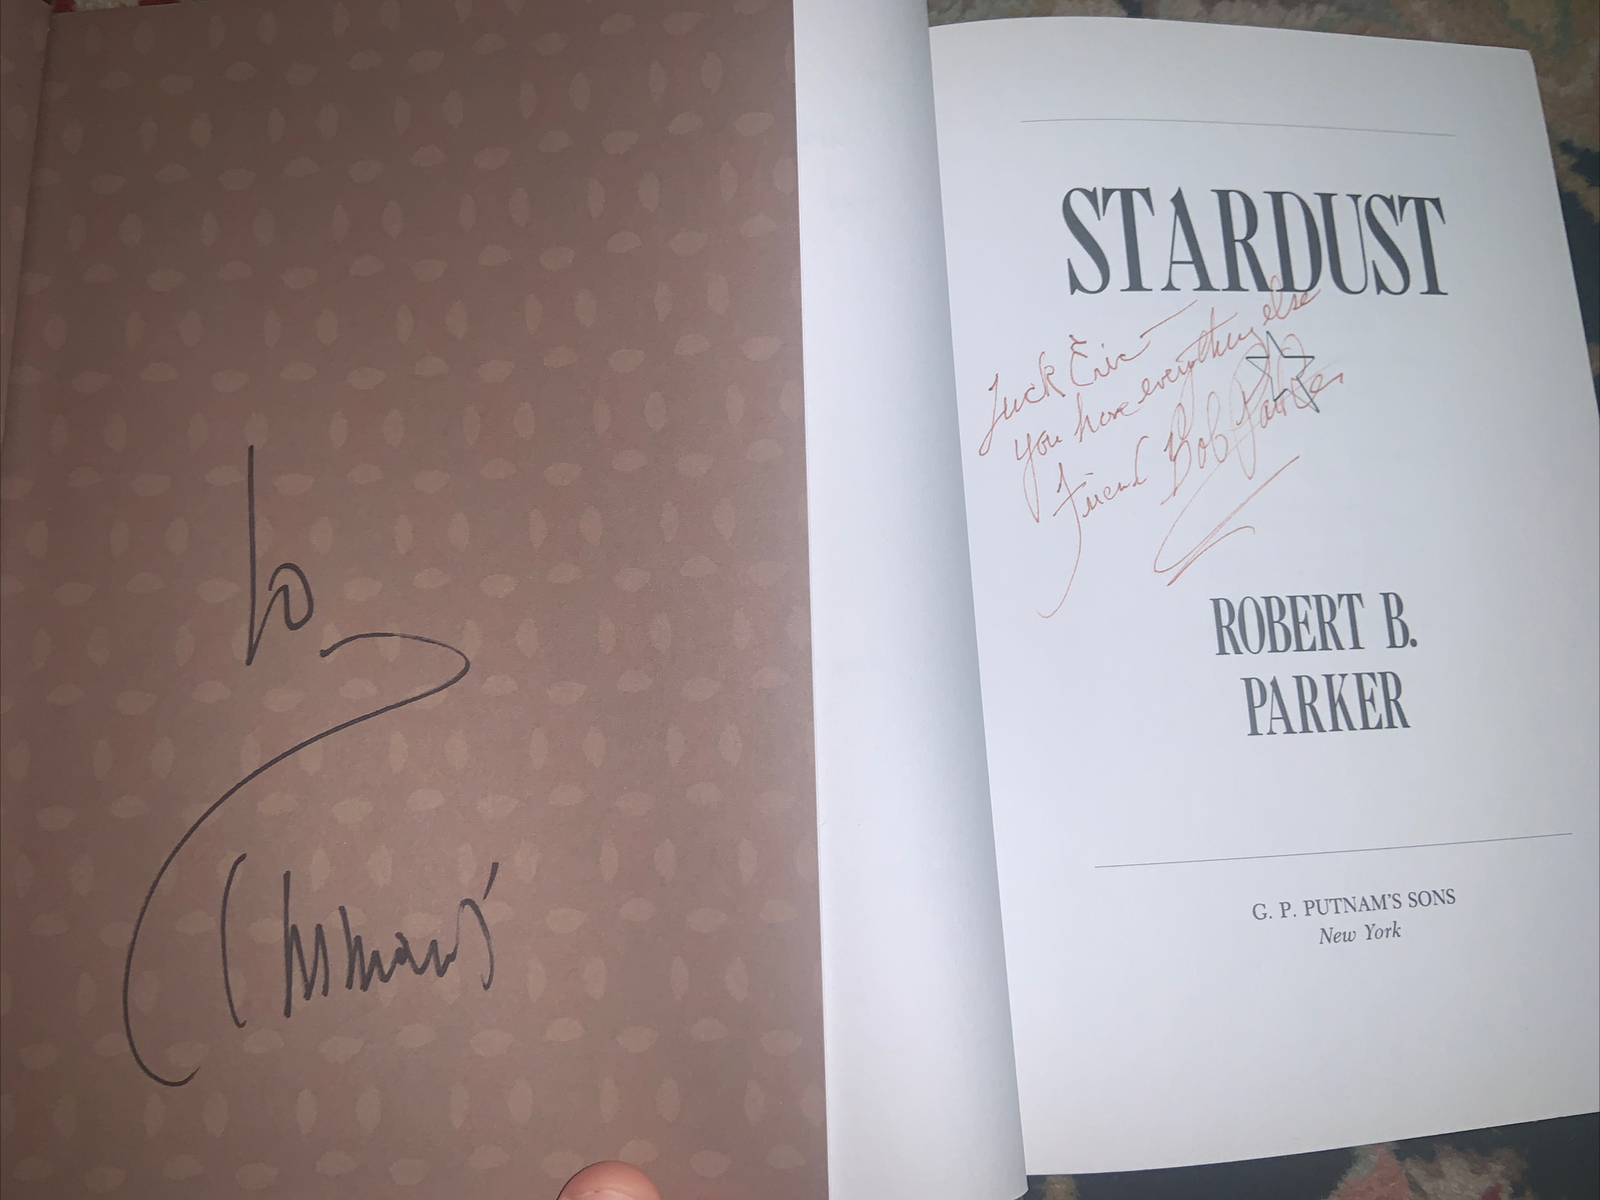 STARDUST
Luck Eric—
you have everything else
Friend Bob Parker
ROBERT B.
PARKER
G. P. PUTNAM'S SONS
New York